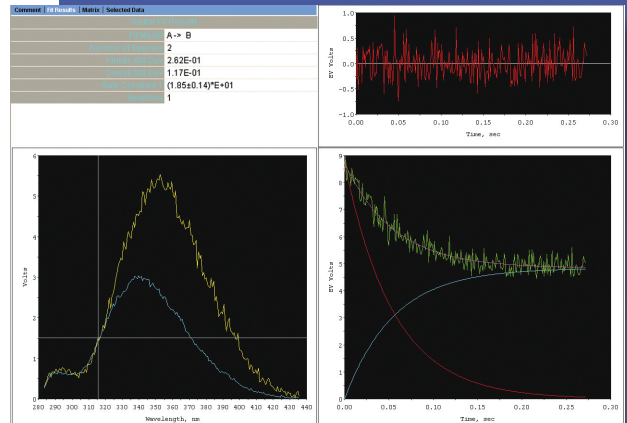 Comment | Fit Results | Matrix | Selected Data
A-> B
2
2.62E-01
1.17E-01
(1.85±0.14)*E+01
1
1.0
0.5
0.0
-0.5
-1.0
EV Volts
0.00 0.05 0.10 0.15 0.20 0.25 0.30
Time, sec
6
5
4
3
2
1
0
Volts
280 290 300 310 320 330 340 350 360 370 380 390 400 410 420 430 440
Wavelength, nm
9
8
7
6
5
4
3
2
1
0
EV Volts
0.00 0.05 0.10 0.15 0.20 0.25 0.30
Time, sec